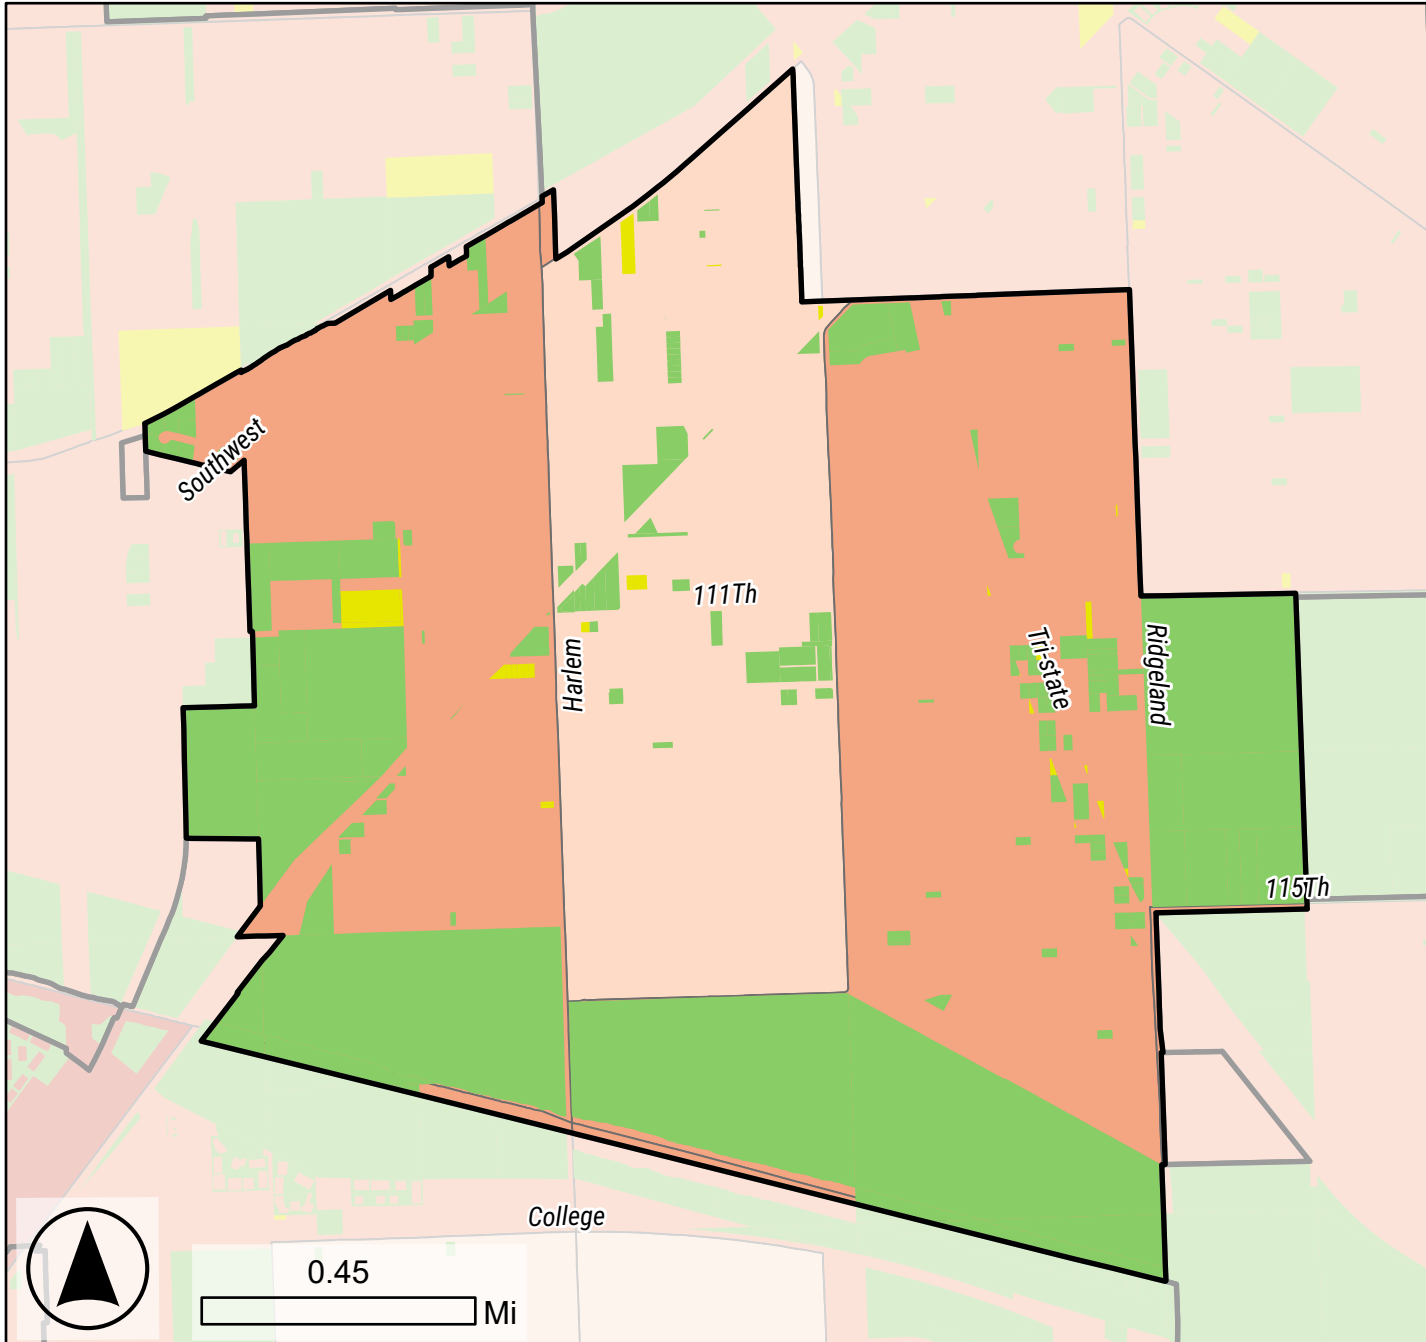 Southwest
111Th
Harlem
Tri-state
Ridgeland
115Th
College
0.45
Mi